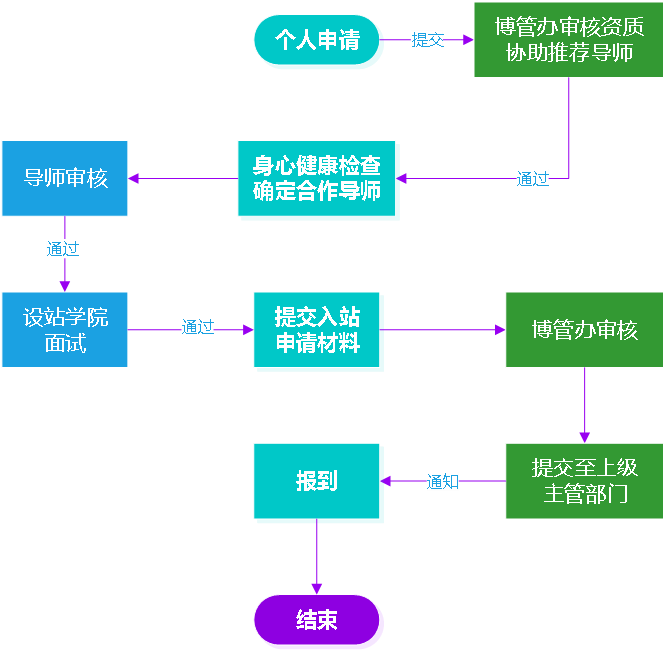 个人申请
提交
博管办审核资质
协助推荐导师
通过
身心健康检查
确定合作导师
导师审核
通过
设站学院
面试
通过
提交入站
申请材料
博管办审核
提交至上级
主管部门
通知
报到
结束